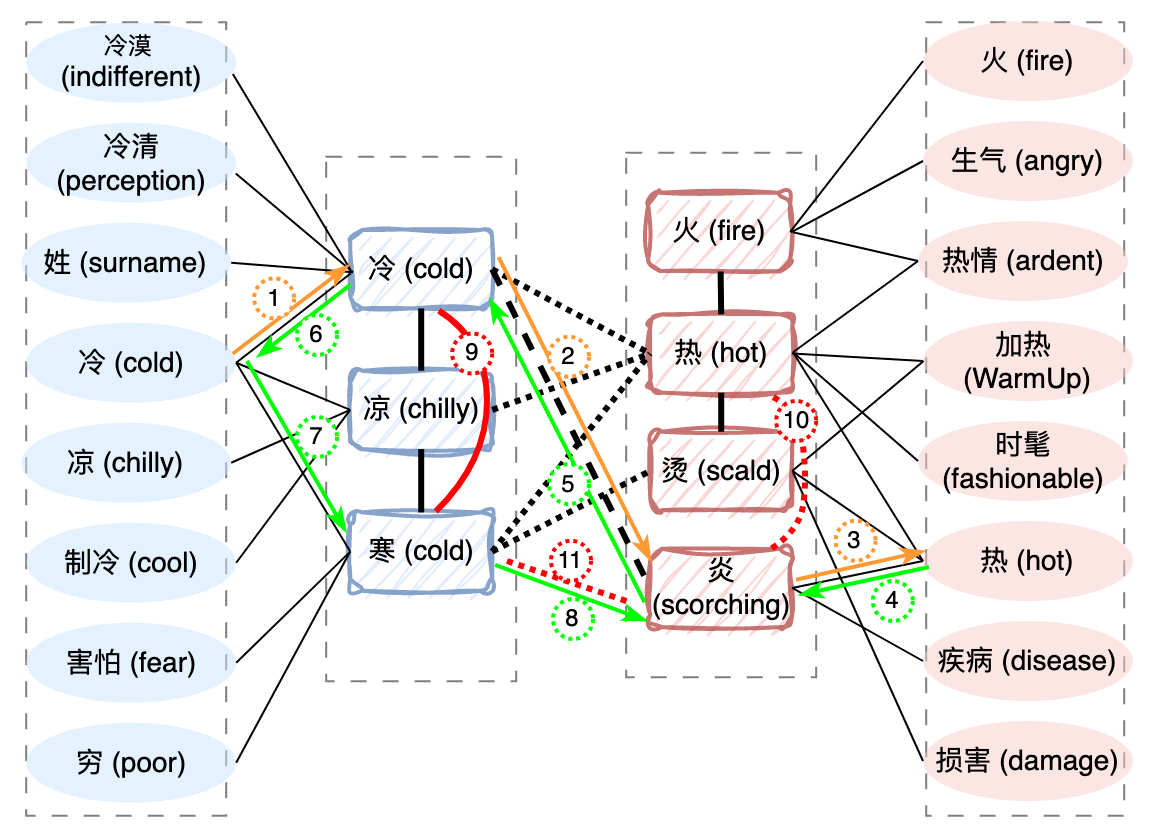 冷漠
(indifferent)
冷清
(perception)
姓 (surname)
冷 (cold)
凉 (chilly)
制冷 (cool)
害怕 (fear)
穷 (poor)
冷 (cold)
凉 (chilly)
寒 (cold)
1
6
7
9
2
5
11
8
火 (fire)
热 (hot)
烫 (scald)
炎
(scorching)
10
3
4
火 (fire)
生气 (angry)
热情 (ardent)
加热
(WarmUp)
时髦
(fashionable)
热 (hot)
疾病 (disease)
损害 (damage)